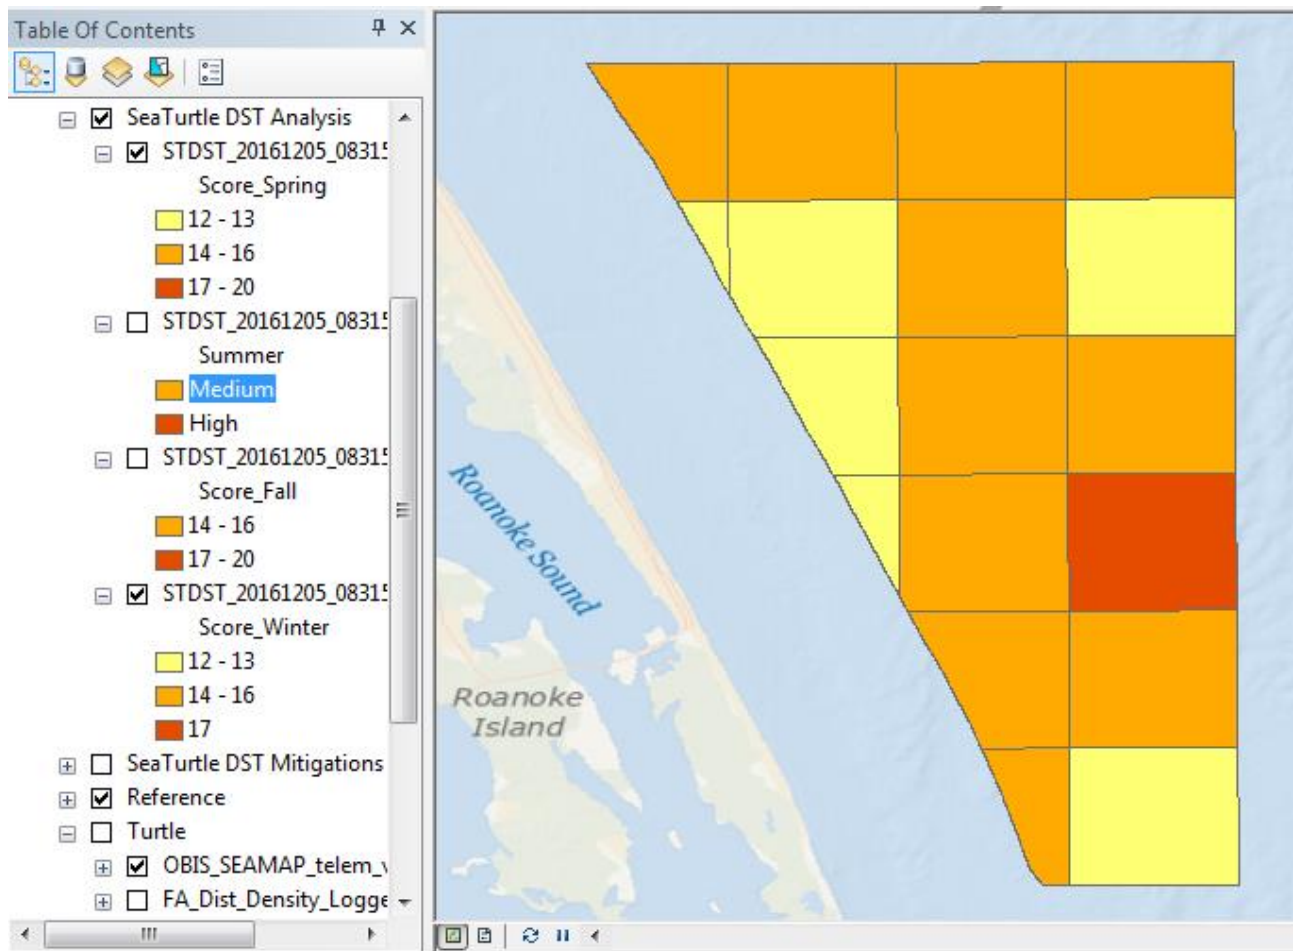 Table Of Contents
SeaTurtle DST Analysis
STDST_20161205_08315
Score_Spring
12 - 13
14 - 16
17 - 20
STDST_20161205_08315
Summer
Medium
High
STDST_20161205_08315
Score_Fall
14 - 16
17 - 20
STDST_20161205_08315
Score_Winter
12 - 13
14 - 16
17
SeaTurtle DST Mitigations
Reference
Turtle
OBIS_SEAMAP_telem_v
FA_Dist_Density_Logge
Roanoke Sound
Roanoke
Island